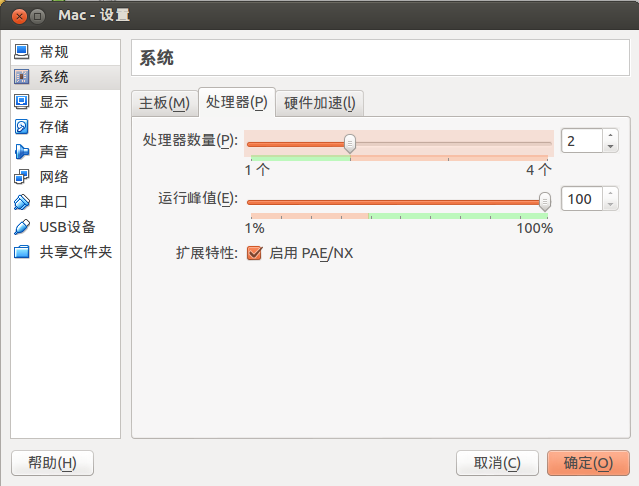 Mac - 设置
常规
系统
显示
存储
声音
网络
串口
USB设备
共享文件夹
系统
主板(M) 处理器(P) 硬件加速(l)
处理器数量(P): 2
1 个 4 个
运行峰值(E): 100
1% 100%
扩展特性: 启用 PAE/NX
帮助(H) 取消(C) 确定(O)